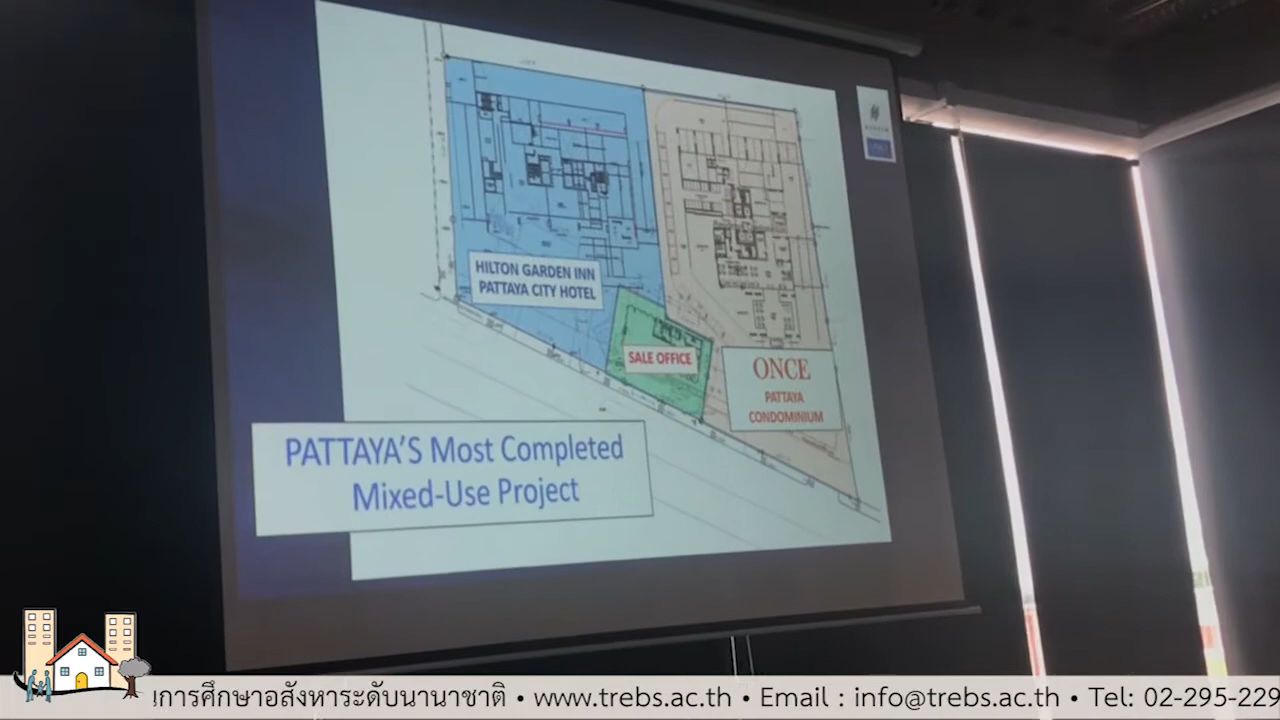 HILTON GARDEN INN
PATTAYA CITY HOTEL
SALE OFFICE
ONCE
PATTAYA
CONDOMINIUM
PATTAYA'S Most Completed
Mixed-Use Project
การศึกษาอสังหาระดับนานาชาติ • www.trebs.ac.th • Email : info@trebs.ac.th • Tel: 02-295-229